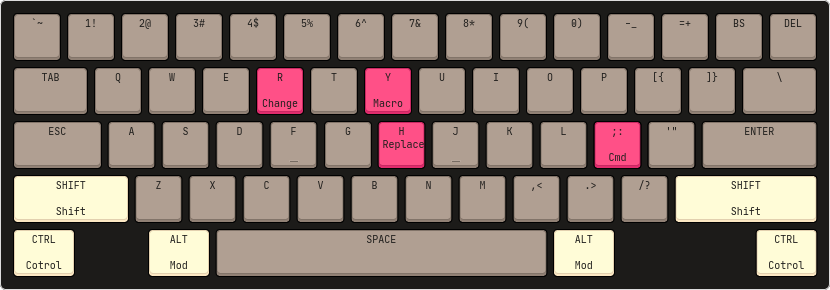 `~ 1! 2@ 3# 4$ 5% 6^ 7& 8* 9( 0) -_ =+ BS DEL
TAB Q W E R T Y U I O P [{ ]} \
Change Macro
ESC A S D F G H J K L ;: '" ENTER
Replace
_ _ Cmd
SHIFT Z X C V B N M ,< .> /? SHIFT
Shift Shift
CTRL ALT SPACE ALT CTRL
Cotrol Mod Mod Cotrol